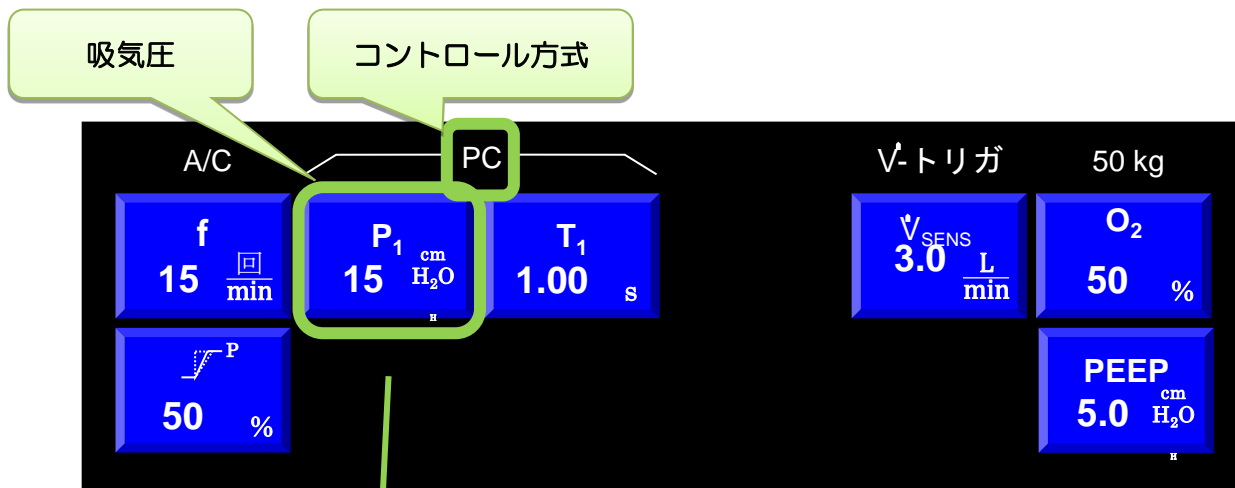 吸気圧
コントロール方式
A/C
PC
V̇-トリガ
50 kg
f
15 回/min
P₁
15 cm H₂O
H
T₁
1.00 s
V̇SENS
3.0 L/min
O₂
50 %
P
50 %
PEEP
5.0 cm H₂O
H